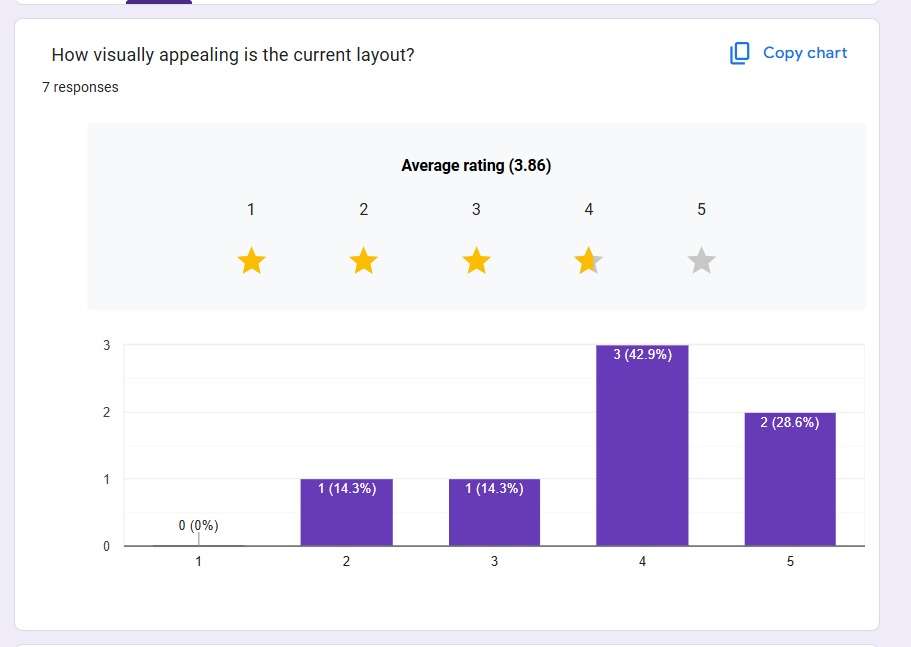 How visually appealing is the current layout?
Copy chart
7 responses
Average rating (3.86)
1 2 3 4 5
3
3 (42.9%)
2
2 (28.6%)
1
1 (14.3%) 1 (14.3%)
0 (0%)
0
1 2 3 4 5